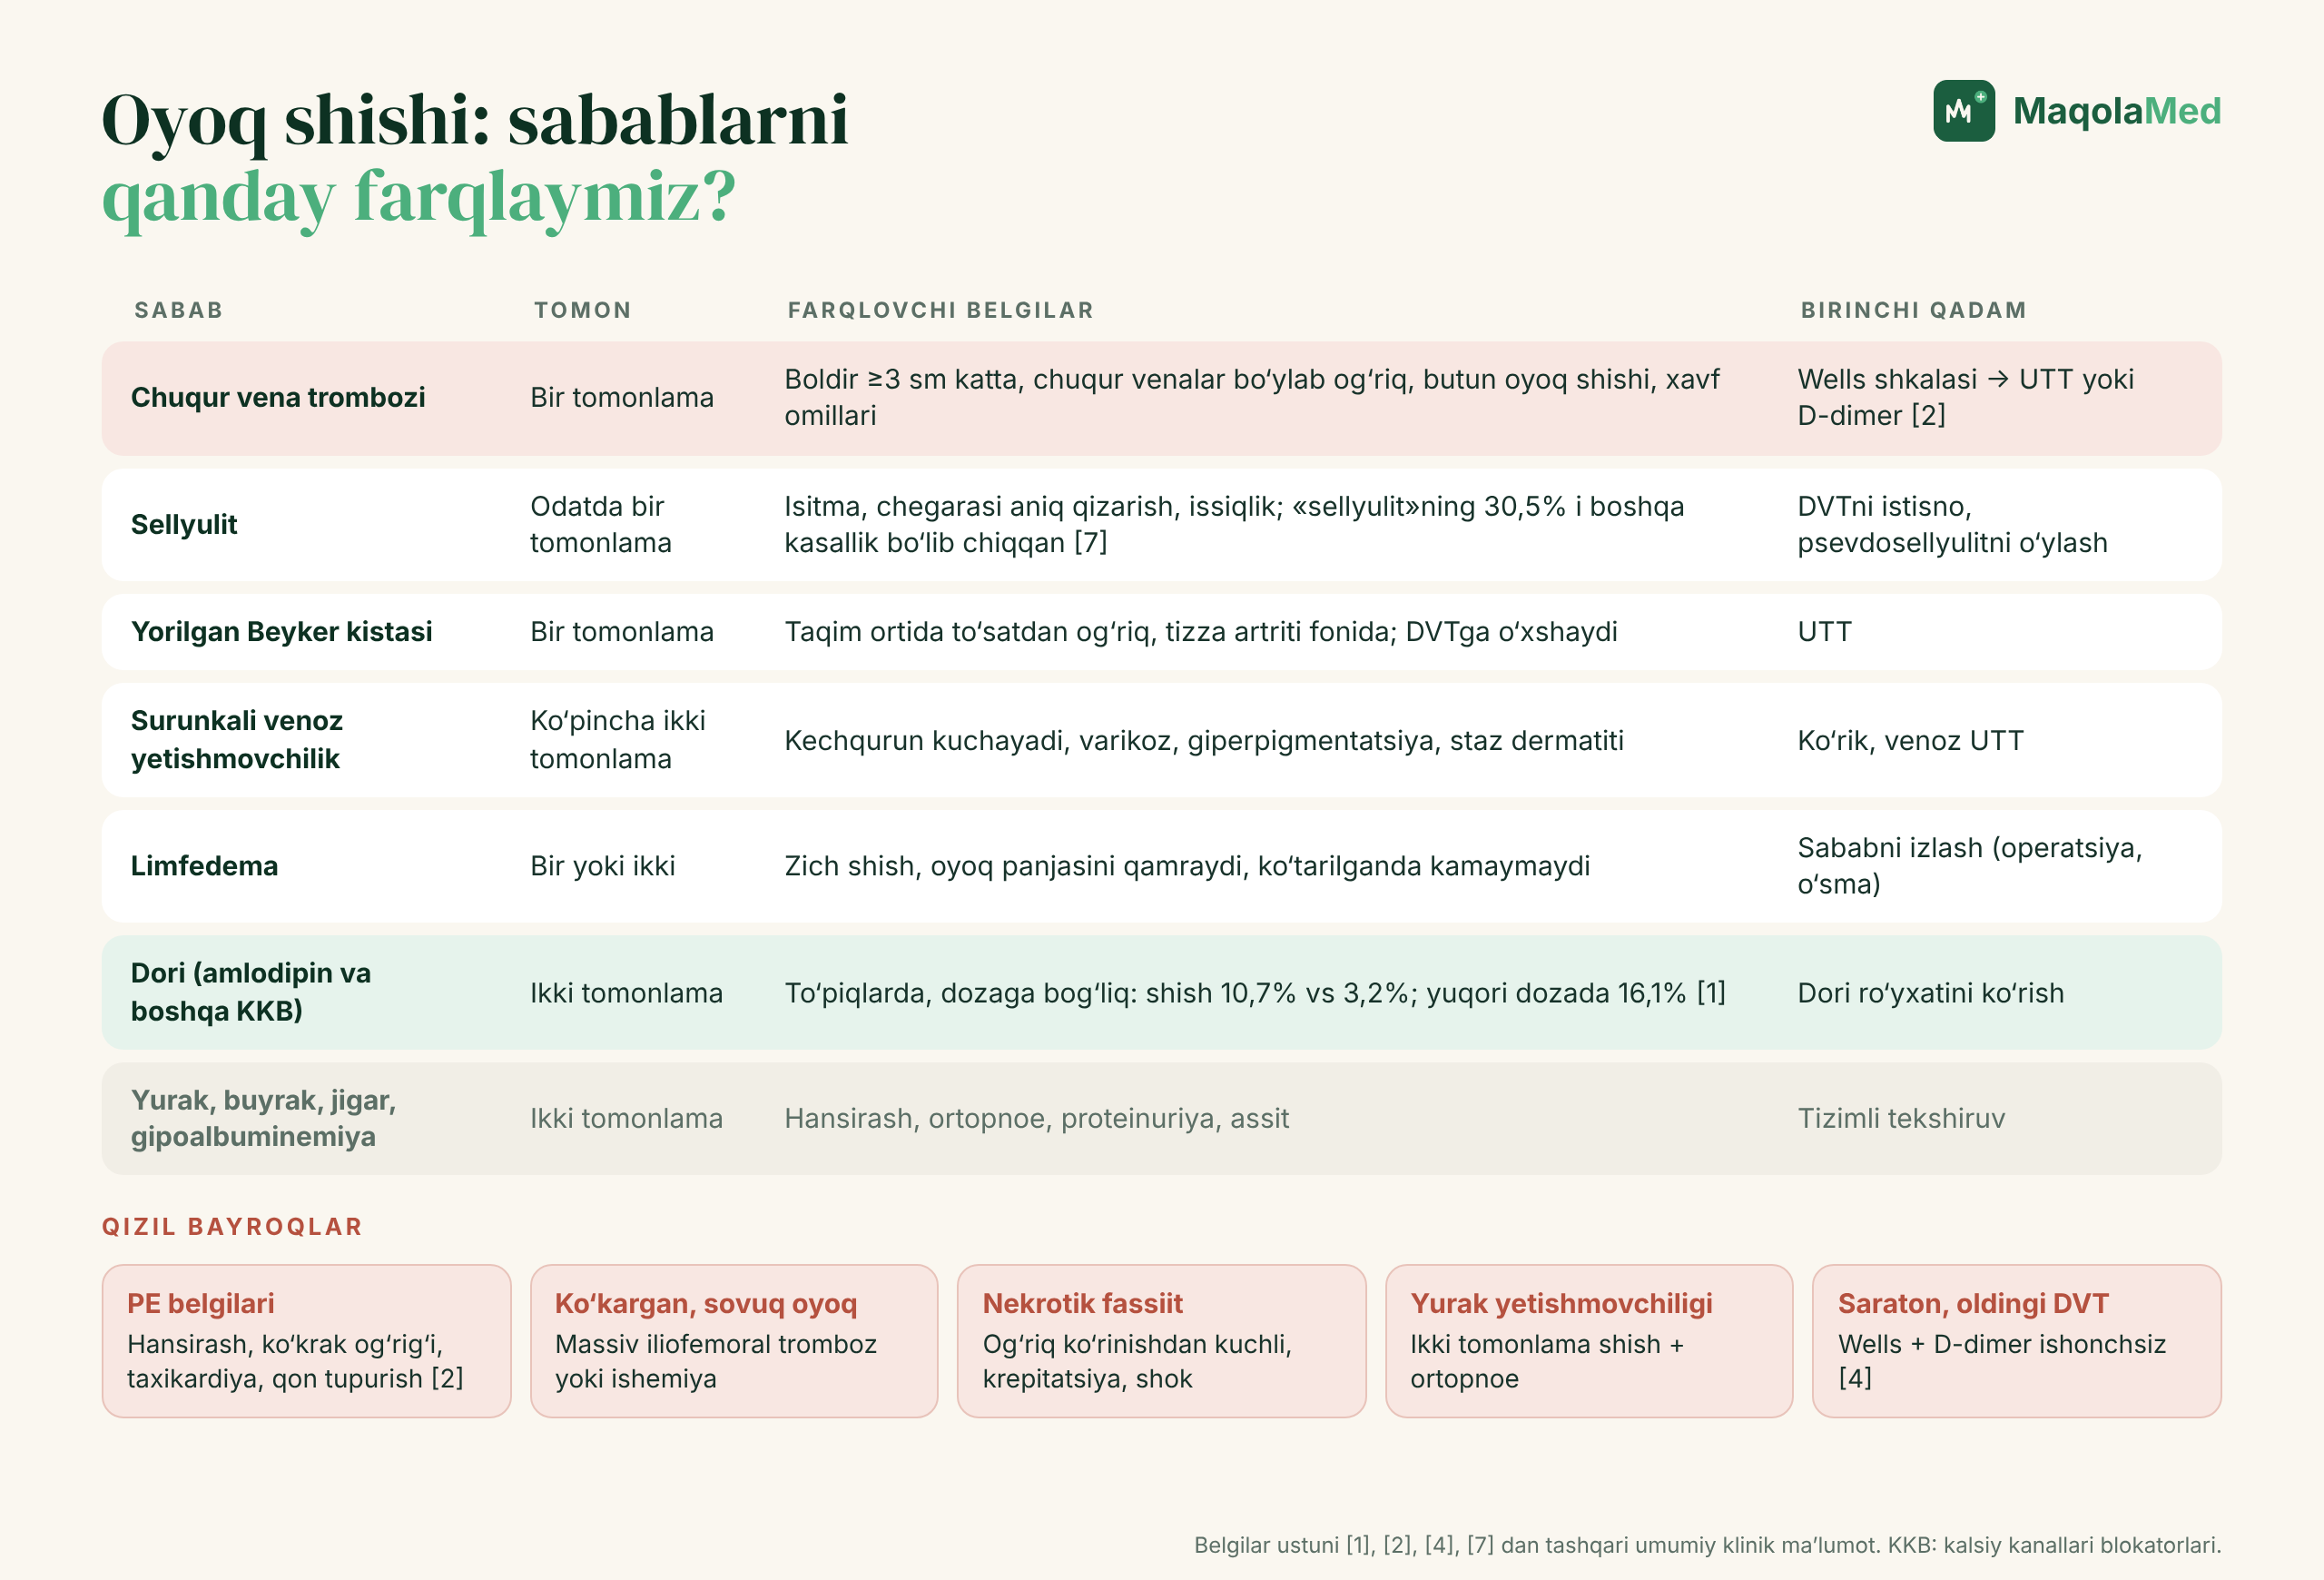 Oyoq shishi: sabablarni
qanday farqlaymiz?
MaqolaMed
SABAB
TOMON
FARQLOVCHI BELGILAR
BIRINCHI QADAM
Chuqur vena trombozi
Bir tomonlama
Boldir ≥3 sm katta, chuqur venalar bo‘ylab og‘riq, butun oyoq shishi, xavf
omillari
Wells shkalasi → UTT yoki
D-dimer [2]
Sellyulit
Odatda bir
tomonlama
Isitma, chegarasi aniq qizarish, issiqlik; «sellyulit»ning 30,5% i boshqa
kasallik bo‘lib chiqqan [7]
DVTni istisno,
psevdosellyulitni o‘ylash
Yorilgan Beyker kistasi
Bir tomonlama
Taqim ortida to‘satdan og‘riq, tizza artriti fonida; DVTga o‘xshaydi
UTT
Surunkali venoz
yetishmovchilik
Ko‘pincha ikki
tomonlama
Kechqurun kuchayadi, varikoz, giperpigmentatsiya, staz dermatiti
Ko‘rik, venoz UTT
Limfedema
Bir yoki ikki
Zich shish, oyoq panjasini qamraydi, ko‘tarilganda kamaymaydi
Sababni izlash (operatsiya,
o‘sma)
Dori (amlodipin va
boshqa KKB)
Ikki tomonlama
To‘piqlarda, dozaga bog‘liq: shish 10,7% vs 3,2%; yuqori dozada 16,1% [1]
Dori ro‘yxatini ko‘rish
Yurak, buyrak, jigar,
gipoalbuminemiya
Ikki tomonlama
Hansirash, ortopnoe, proteinuriya, assit
Tizimli tekshiruv
QIZIL BAYROQLAR
PE belgilari
Hansirash, ko‘krak og‘rig‘i,
taxikardiya, qon tupurish [2]
Ko‘kargan, sovuq oyoq
Massiv iliofemoral tromboz
yoki ishemiya
Nekrotik fassiit
Og‘riq ko‘rinishdan kuchli,
krepitatsiya, shok
Yurak yetishmovchiligi
Ikki tomonlama shish +
ortopnoe
Saraton, oldingi DVT
Wells + D-dimer ishonchsiz
[4]
Belgilar ustuni [1], [2], [4], [7] dan tashqari umumiy klinik ma’lumot. KKB: kalsiy kanallari blokatorlari.